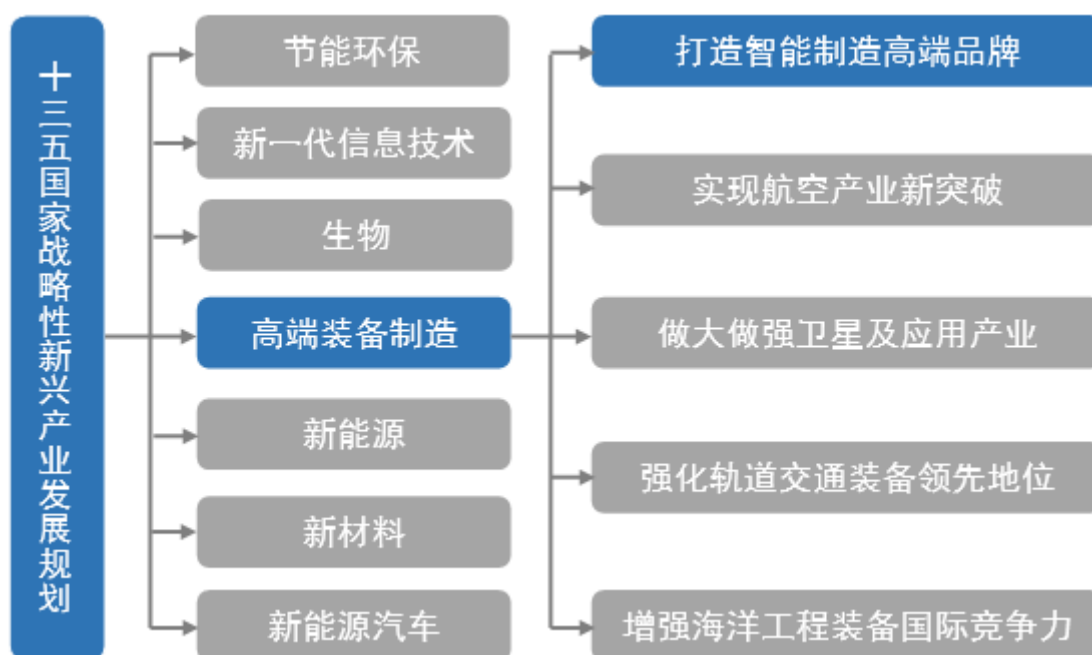 十三五国家战略性新兴产业发展规划
节能环保
新一代信息技术
生物
高端装备制造
新能源
新材料
新能源汽车
打造智能制造高端品牌
实现航空产业新突破
做大做强卫星及应用产业
强化轨道交通装备领先地位
增强海洋工程装备国际竞争力